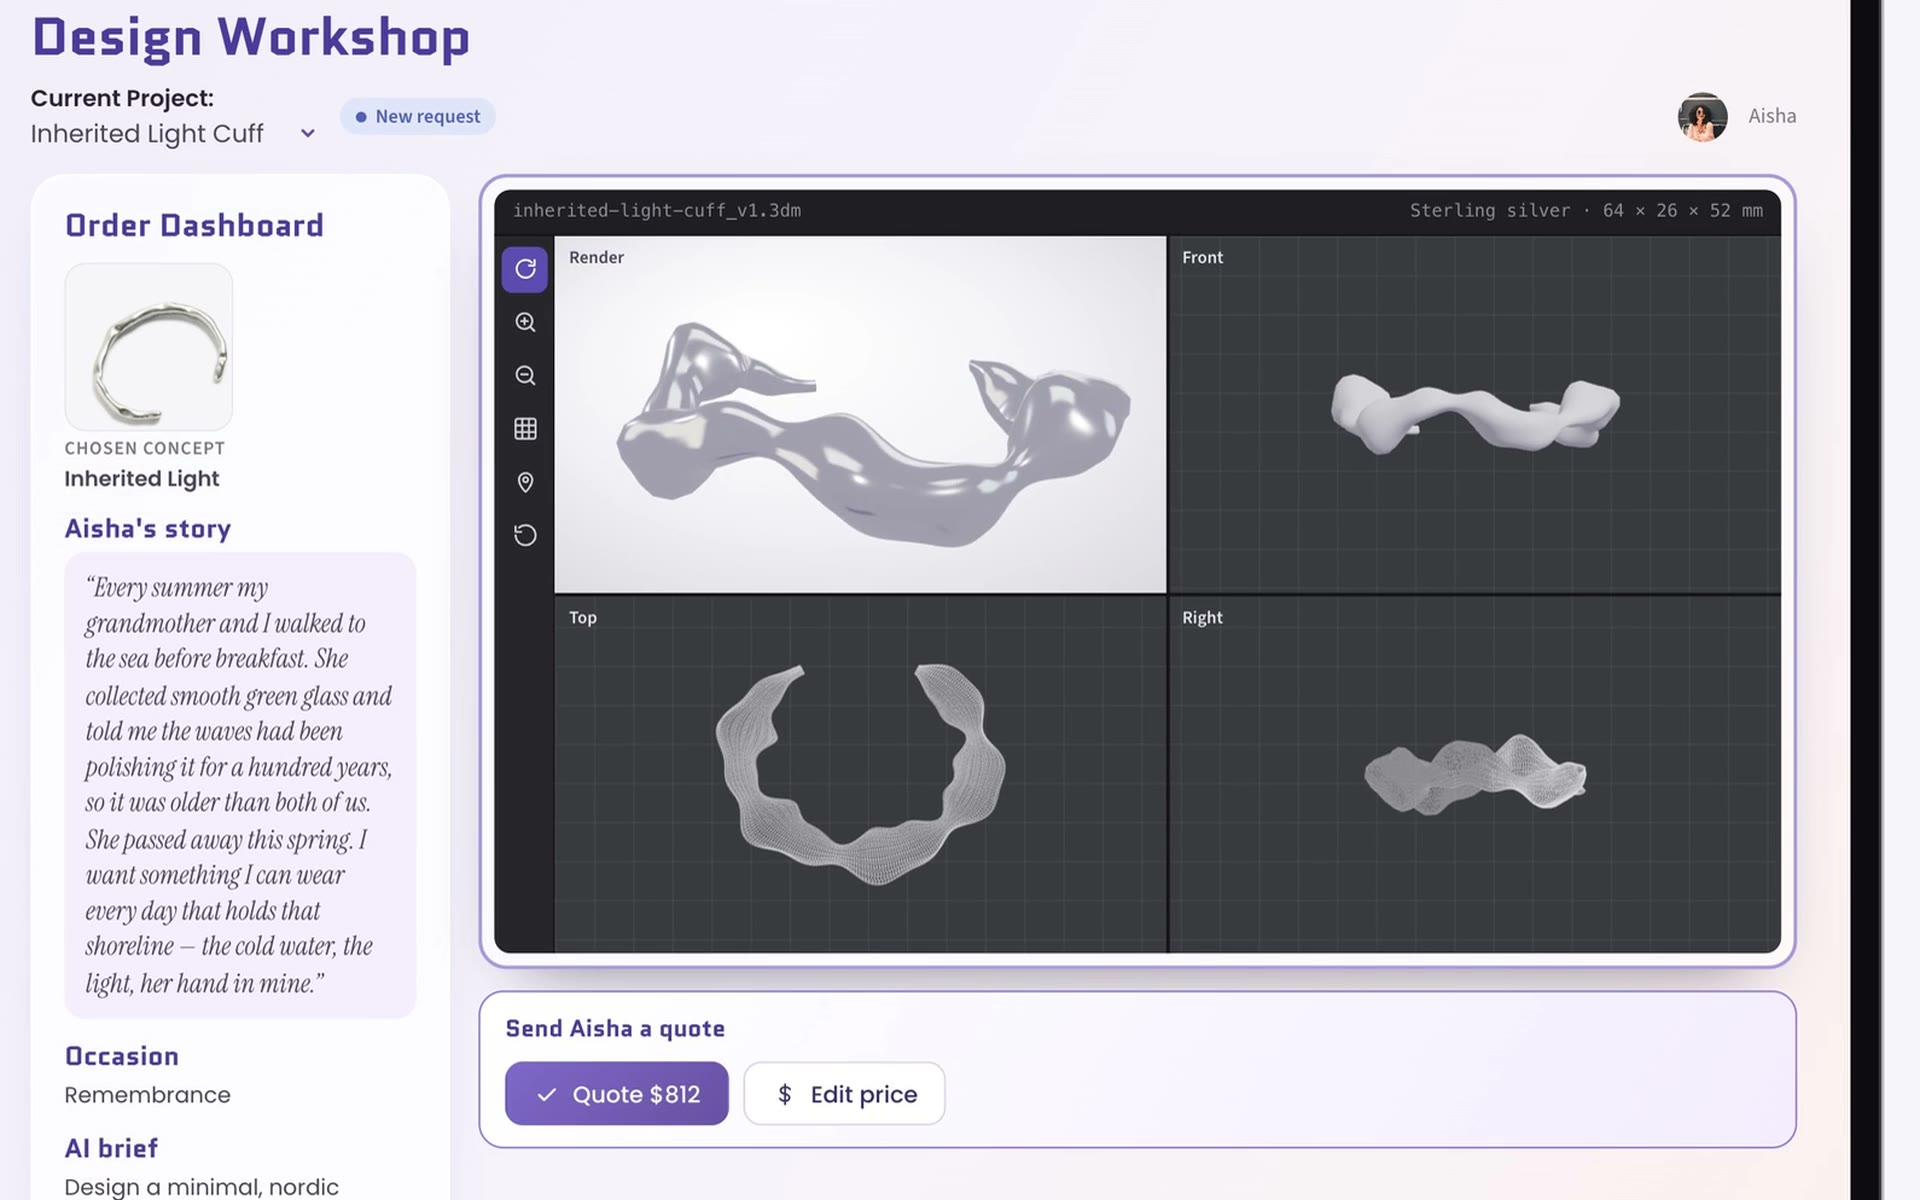 Design Workshop
Current Project:
Inherited Light Cuff
New request
Aisha
Order Dashboard
CHOSEN CONCEPT
Inherited Light
Aisha's story
“Every summer my
grandmother and I walked to
the sea before breakfast. She
collected smooth green glass and
told me the waves had been
polishing it for a hundred years,
so it was older than both of us.
She passed away this spring. I
want something I can wear
every day that holds that
shoreline — the cold water, the
light, her hand in mine.”
Occasion
Remembrance
AI brief
Design a minimal, nordic
inherited-light-cuff_v1.3dm
Sterling silver · 64 × 26 × 52 mm
Render
Front
Top
Right
Send Aisha a quote
Quote $812
$ Edit price